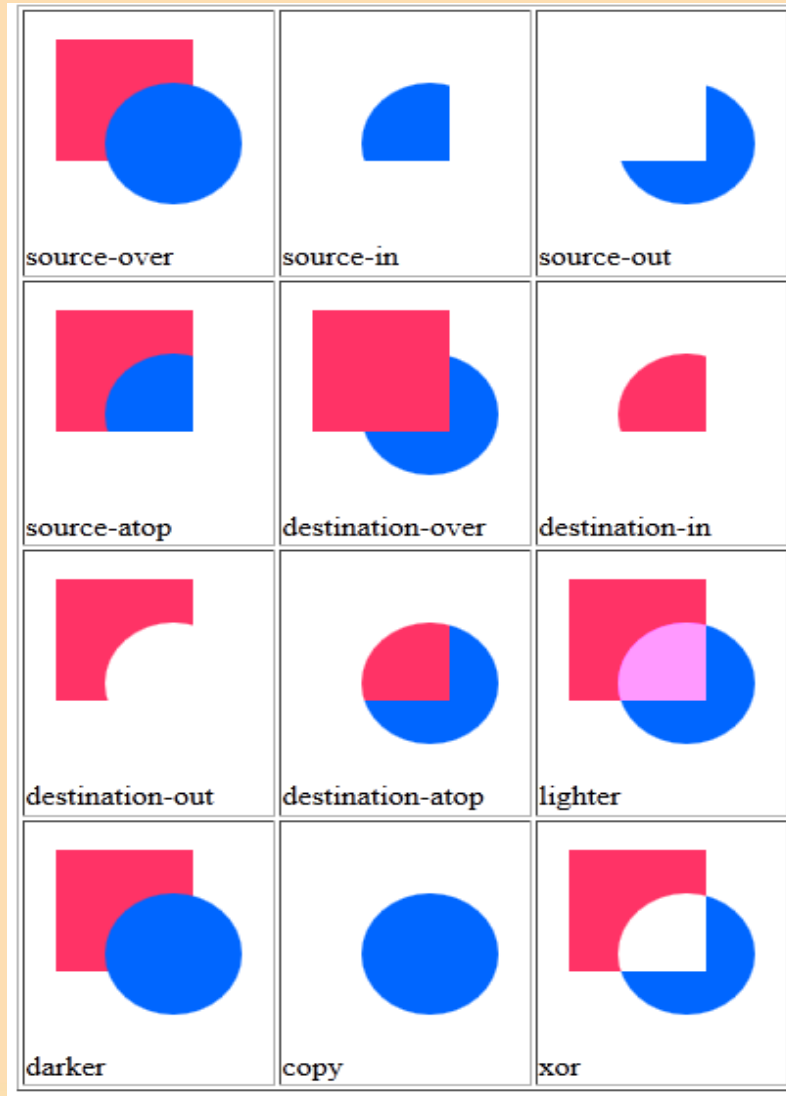 source-over
source-in
source-out
source-atop
destination-over
destination-in
destination-out
destination-atop
lighter
darker
copy
xor